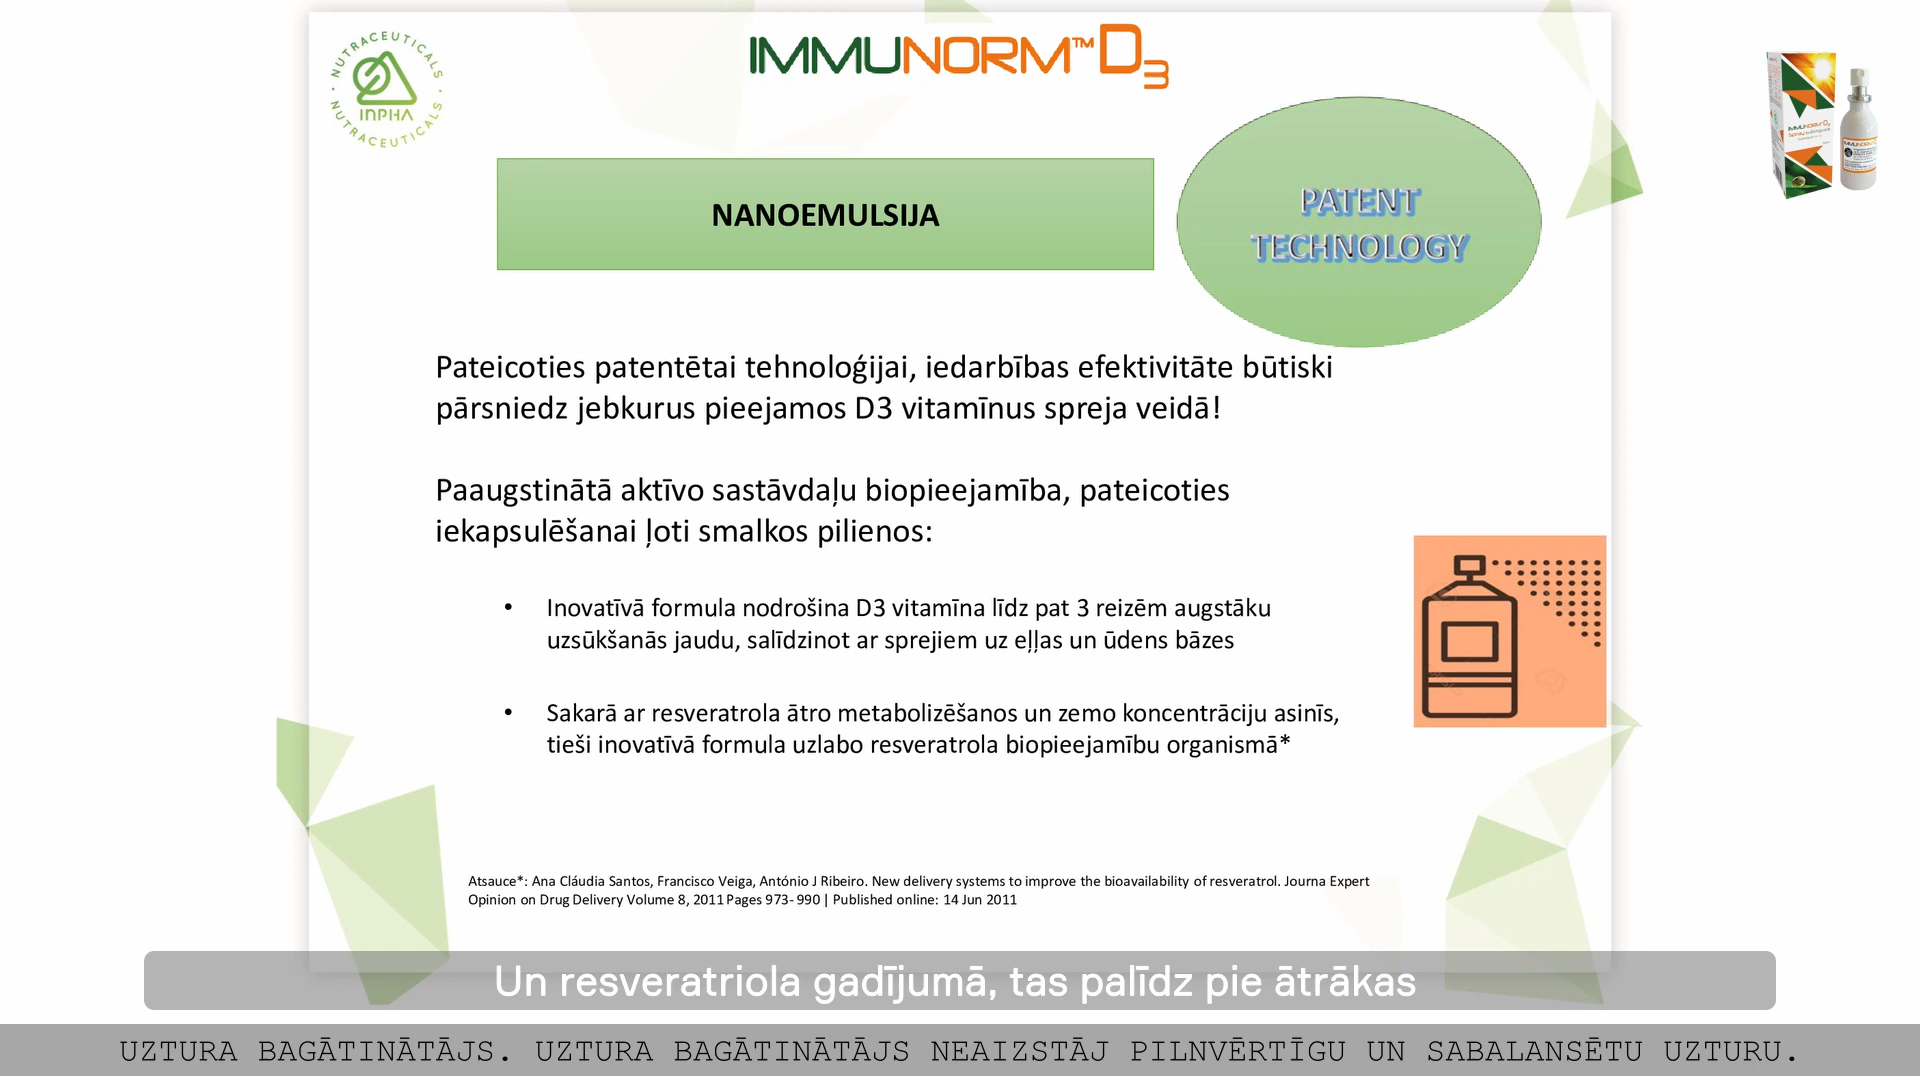 NUTRACEUTICALS
INPHA
NUTRACEUTICALS
IMMUNORM™D3
NANOEMULSIJA
PATENT
TECHNOLOGY
Pateicoties patentētai tehnoloģijai, iedarbības efektivitāte būtiski
pārsniedz jebkurus pieejamos D3 vitamīnus spreja veidā!
Paaugstinātā aktīvo sastāvdaļu biopieejamība, pateicoties
iekapsulēšanai ļoti smalkos pilienos:
• Inovatīvā formula nodrošina D3 vitamīna līdz pat 3 reizēm augstāku
uzsūkšanās jaudu, salīdzinot ar sprejiem uz eļļas un ūdens bāzes
• Sakarā ar resveratrola ātro metabolizēšanos un zemo koncentrāciju asinīs,
tieši inovatīvā formula uzlabo resveratrola biopieejamību organismā*
Atsauce*: Ana Cláudia Santos, Francisco Veiga, António J Ribeiro. New delivery systems to improve the bioavailability of resveratrol. Journa Expert
Opinion on Drug Delivery Volume 8, 2011 Pages 973- 990 | Published online: 14 Jun 2011
Un resveratriola gadījumā, tas palīdz pie ātrākas
UZTURA BAGĀTINĀTĀJS. UZTURA BAGĀTINĀTĀJS NEAIZSTĀJ PILNVĒRTĪGU UN SABALANSĒTU UZTURU.